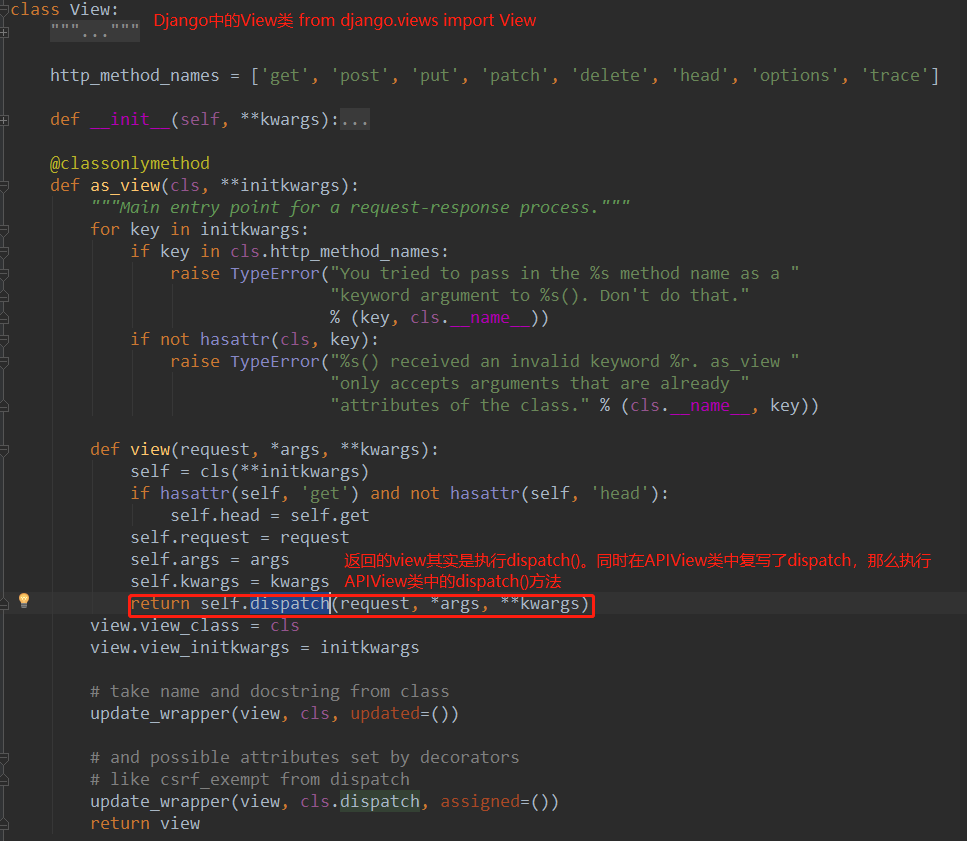 class View:  Django中的View类 from django.views import View
    """..."""
    http_method_names = ['get', 'post', 'put', 'patch', 'delete', 'head', 'options', 'trace']
    def __init__(self, **kwargs):...
    @classonlymethod
    def as_view(cls, **initkwargs):
        """Main entry point for a request-response process."""
        for key in initkwargs:
            if key in cls.http_method_names:
                raise TypeError("You tried to pass in the %s method name as a "
                                "keyword argument to %s(). Don't do that."
                                % (key, cls.__name__))
            if not hasattr(cls, key):
                raise TypeError("%s() received an invalid keyword %r. as_view "
                                "only accepts arguments that are already "
                                "attributes of the class." % (cls.__name__, key))
        def view(request, *args, **kwargs):
            self = cls(**initkwargs)
            if hasattr(self, 'get') and not hasattr(self, 'head'):
                self.head = self.get
            self.request = request
            self.args = args  返回的view其实是执行dispatch()。同时在APIView类中复写了dispatch，那么执行
            self.kwargs = kwargs  APIView类中的dispatch()方法
            return self.dispatch(request, *args, **kwargs)
        view.view_class = cls
        view.view_initkwargs = initkwargs
        # take name and docstring from class
        update_wrapper(view, cls, updated=())
        # and possible attributes set by decorators
        # like csrf_exempt from dispatch
        update_wrapper(view, cls.dispatch, assigned=())
        return view